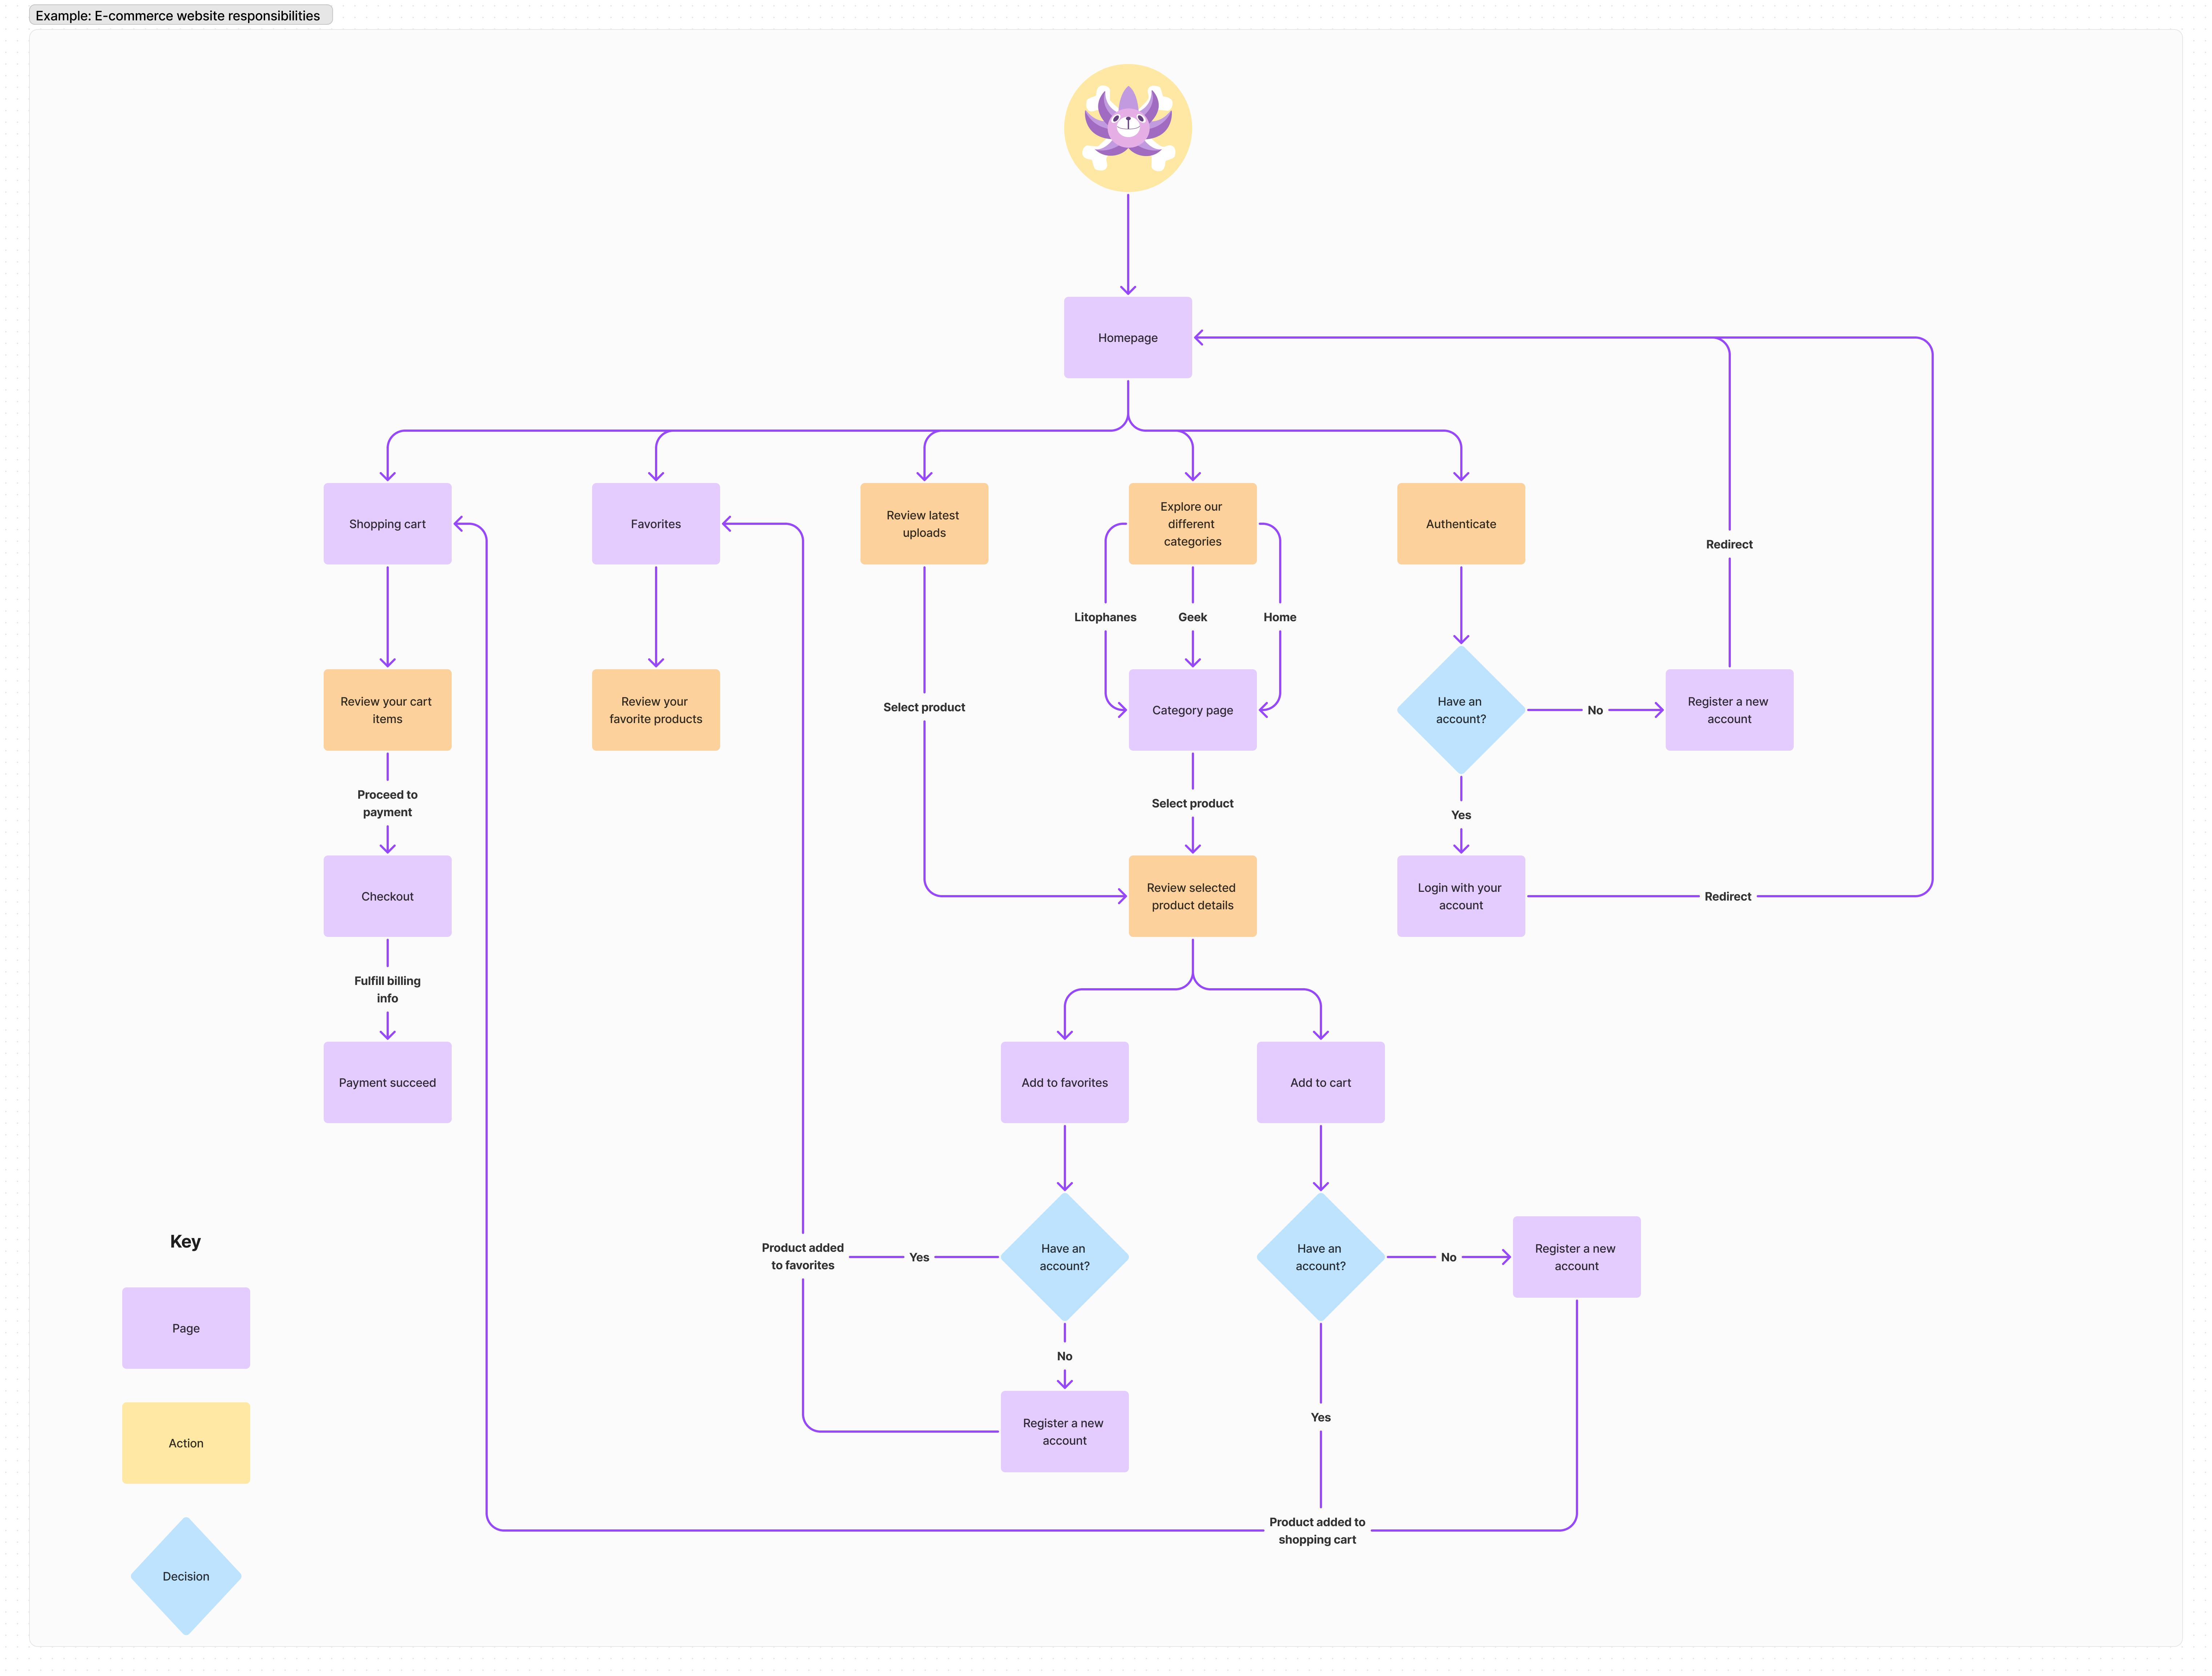 Example: E-commerce website responsibilities
Homepage
Shopping cart
Favorites
Review latest
uploads
Explore our
different
categories
Authenticate
Redirect
Litophanes
Geek
Home
Review your cart
items
Review your
favorite products
Select product
Category page
Have an
account?
No
Register a new
account
Proceed to
payment
Select product
Yes
Checkout
Review selected
product details
Login with your
account
Redirect
Fulfill billing
info
Payment succeed
Add to favorites
Add to cart
Product added
to favorites
Yes
Have an
account?
Have an
account?
No
Register a new
account
No
Register a new
account
Yes
Product added to
shopping cart
Key
Page
Action
Decision